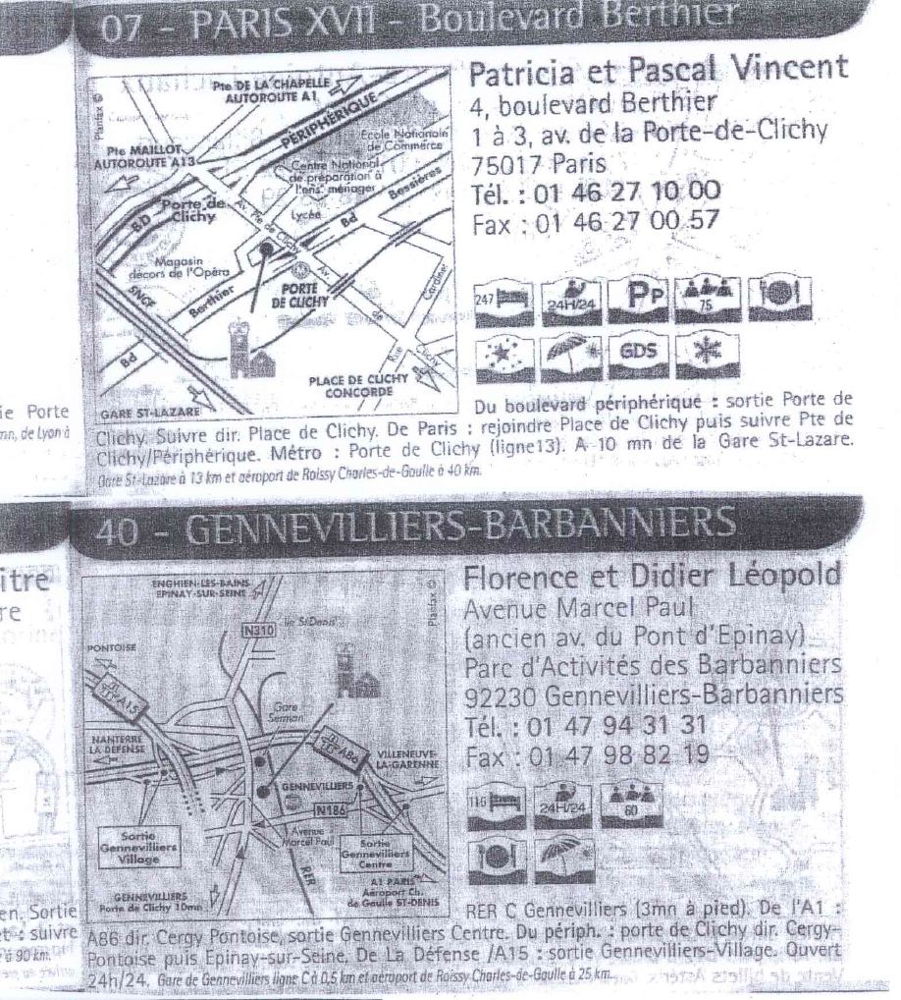 07 - PARIS XVII - Boulevard Berthier
Planfax ©
Pte DE LA CHAPELLE
AUTOROUTE A1
PÉRIPHÉRIQUE
Ecole Nationale
de Commerce
Pte MAILLOT
AUTOROUTE A13
Centre National
de préparation à
l'ens. ménager
Bessières
Bd
Lycée
Porte de
Clichy
BD
Av. Pte de Clichy
Magasin
décors de l'Opéra
PORTE
DE CLICHY
Av.
de
Clichy
Cardinet
Rue
SNCF
Berthier
Bd
PLACE DE CLICHY
CONCORDE
GARE ST-LAZARE
Patricia et Pascal Vincent
4, boulevard Berthier
1 à 3, av. de la Porte-de-Clichy
75017 Paris
Tél. : 01 46 27 10 00
Fax : 01 46 27 00 57
247
24H/24
PP
75
GDS
Du boulevard périphérique : sortie Porte de
Clichy. Suivre dir. Place de Clichy. De Paris : rejoindre Place de Clichy puis suivre Pte de
Clichy/Périphérique. Métro : Porte de Clichy (ligne13). A 10 mn de la Gare St-Lazare.
Gare St-Lazare à 13 km et aéroport de Roissy Charles-de-Gaulle à 40 km.
ie Porte
mn, de Lyon à
40 - GENNEVILLIERS-BARBANNIERS
ENGHIEN-LES-BAINS
EPINAY-SUR-SEINE
Planfax ©
N310
Ile St Denis
PONTOISE
A15
Gare
NANTERRE
LA DEFENSE
A86
VILLENEUVE-
LA-GARENNE
GENNEVILLIERS
N186
Avenue
Marcel Paul
Sortie
Gennevilliers
Village
Sortie
Gennevilliers
Centre
RER
GENNEVILLIERS
Porte de Clichy 10mn
A1 PARIS
Aéroport Ch.
de Gaulle ST-DENIS
Florence et Didier Léopold
Avenue Marcel Paul
(ancien av. du Pont d'Epinay)
Parc d'Activités des Barbanniers
92230 Gennevilliers-Barbanniers
Tél. : 01 47 94 31 31
Fax : 01 47 98 82 19
116
24H/24
60
RER C Gennevilliers (3mn à pied). De l'A1 :
A86 dir. Cergy Pontoise, sortie Gennevilliers Centre. Du périph. : porte de Clichy dir. Cergy-
Pontoise puis Epinay-sur-Seine. De La Défense /A15 : sortie Gennevilliers-Village. Ouvert
24h/24. Gare de Gennevilliers ligne C à 0,5 km et aéroport de Roissy Charles-de-Gaulle à 25 km.
itre
re
en. Sortie
et : suivre
à 90 km.